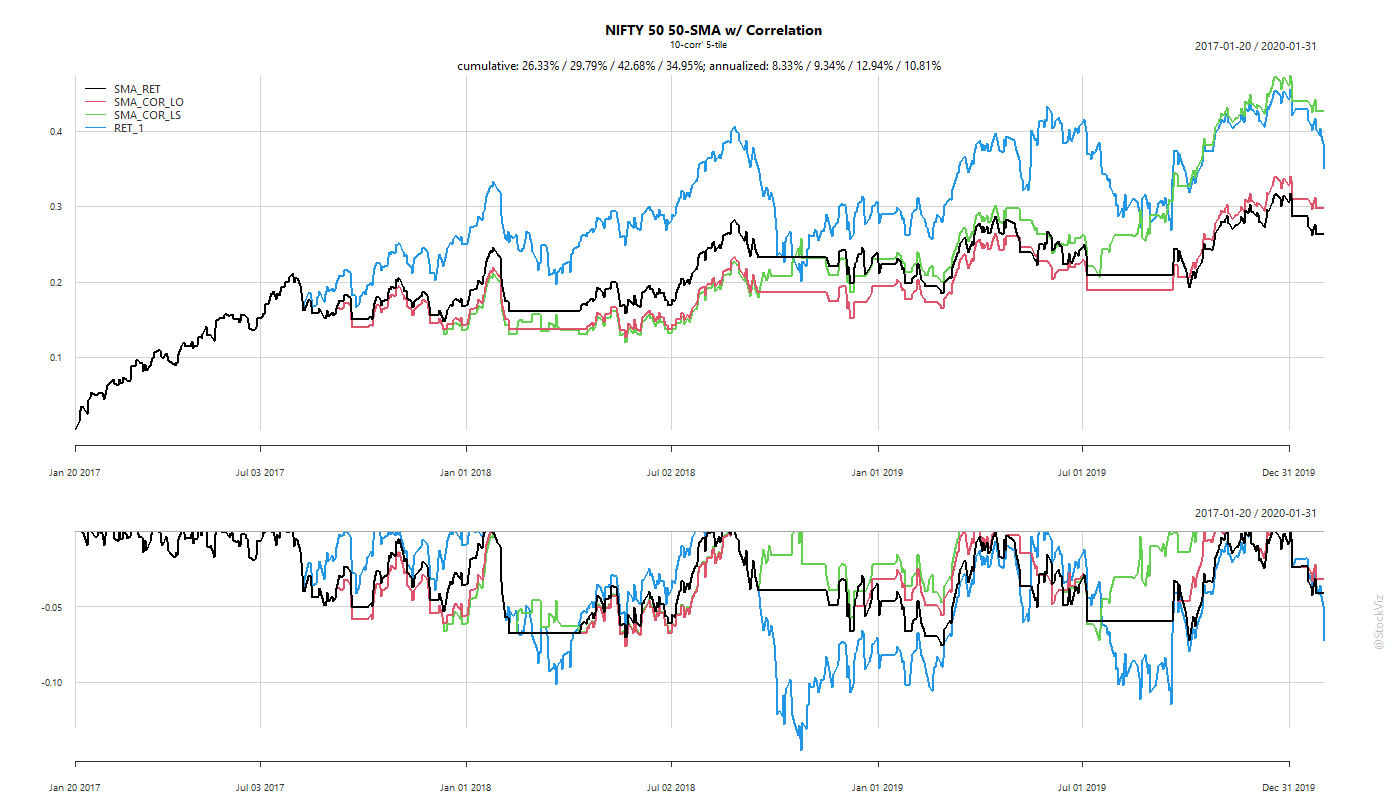 NIFTY 50 50-SMA w/ Correlation
10-corr' 5-tile
2017-01-20 / 2020-01-31
cumulative: 26.33% / 29.79% / 42.68% / 34.95%; annualized: 8.33% / 9.34% / 12.94% / 10.81%
SMA_RET
SMA_COR_LO
SMA_COR_LS
RET_1
0.4
0.3
0.2
0.1
Jan 20 2017 Jul 03 2017 Jan 01 2018 Jul 02 2018 Jan 01 2019 Jul 01 2019 Dec 31 2019
2017-01-20 / 2020-01-31
-0.05
-0.10
@StockViz
Jan 20 2017 Jul 03 2017 Jan 01 2018 Jul 02 2018 Jan 01 2019 Jul 01 2019 Dec 31 2019